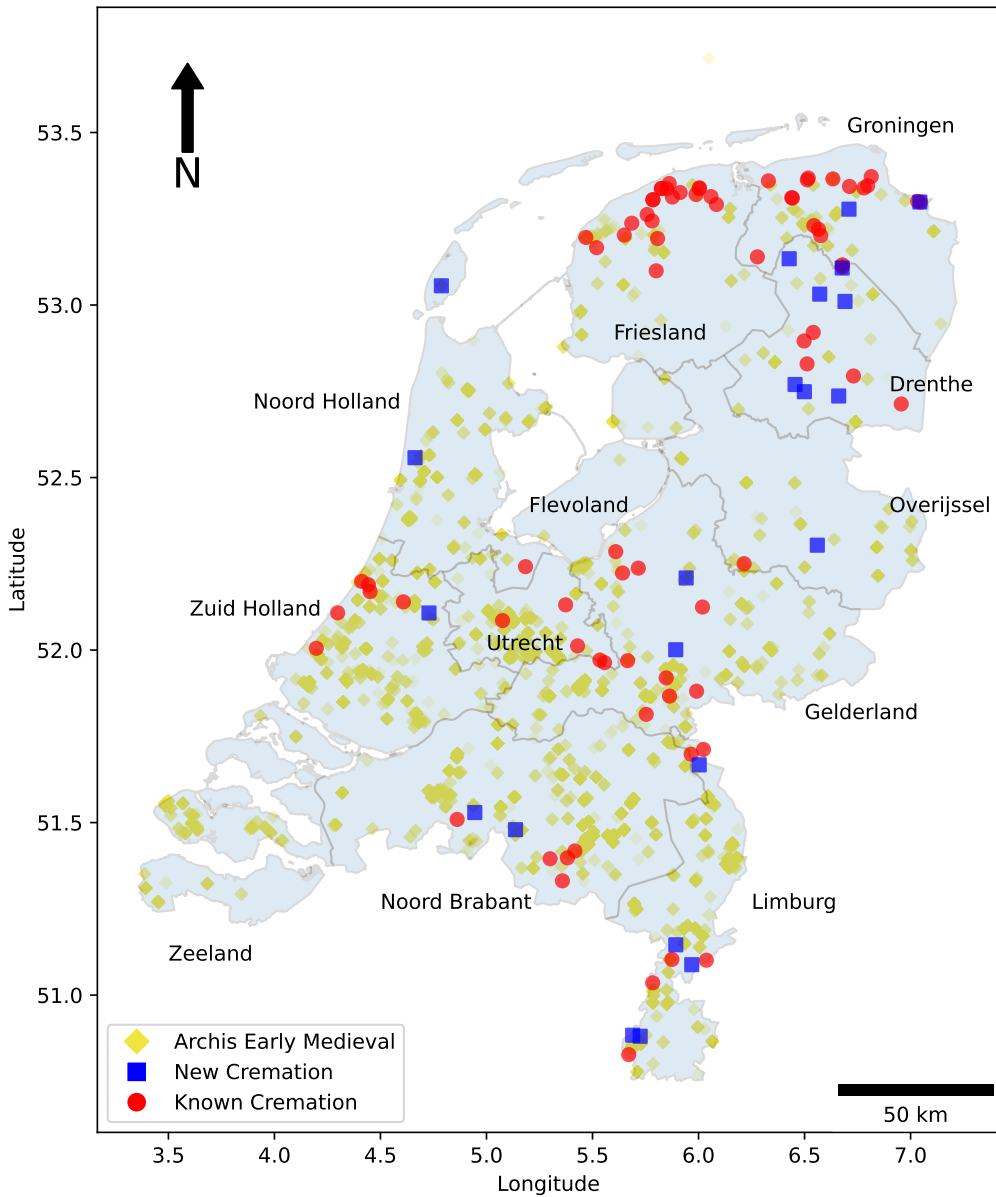 Groningen
N
Friesland
Drenthe
Noord Holland
Flevoland
Overijssel
Zuid Holland
Utrecht
Gelderland
Noord Brabant
Limburg
Zeeland
Archis Early Medieval
New Cremation
Known Cremation
50 km
53.5
53.0
52.5
52.0
51.5
51.0
Latitude
3.5 4.0 4.5 5.0 5.5 6.0 6.5 7.0
Longitude